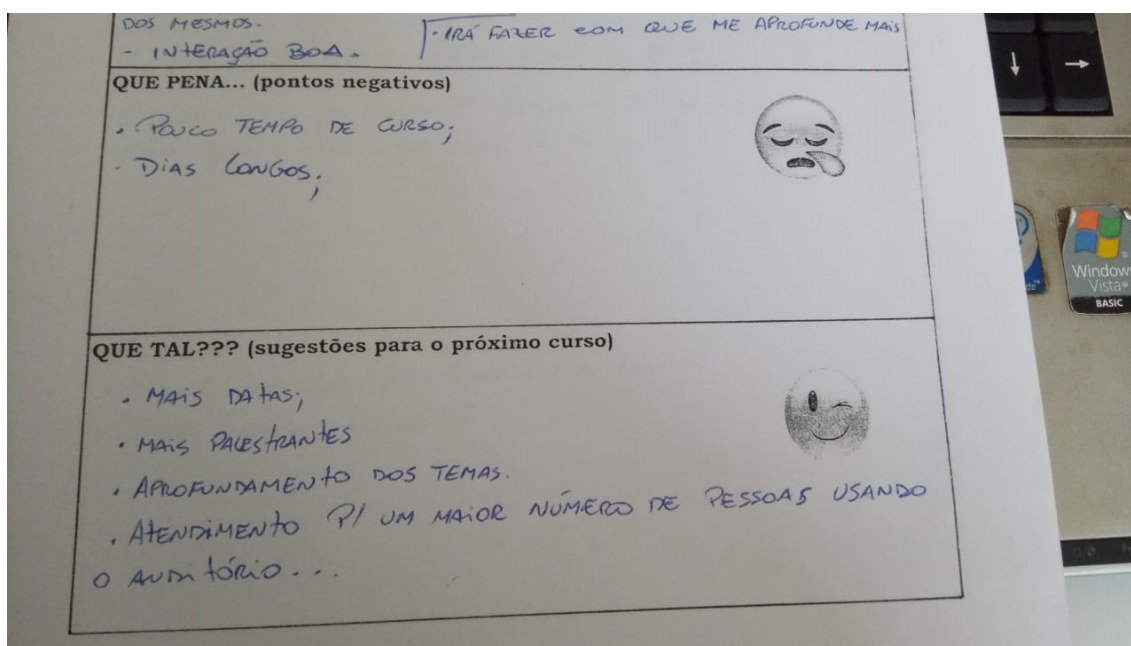 DOS MESMOS.
- INTERAÇÃO BOA.
- IRÁ FAZER COM QUE ME APROFUNDE MAIS
QUE PENA... (pontos negativos)
. POUCO TEMPO DE CURSO;
- DIAS LONGOS;
QUE TAL??? (sugestões para o próximo curso)
. MAIS DATAS;
. MAIS PALESTRANTES
. APROFUNDAMENTO DOS TEMAS.
. ATENDIMENTO P/ UM MAIOR NÚMERO DE PESSOAS USANDO
O AUDITÓRIO...
Windows
Vista
BASIC